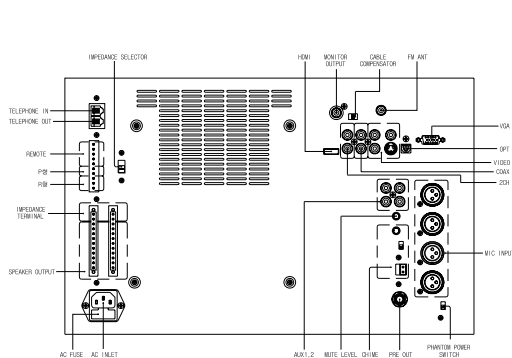 IMPEDANCE SELECTOR
HDMI
MONITOR
OUTPUT
CABLE
COMPENSATOR
FM ANT
TELEPHONE IN
TELEPHONE OUT
VGA
REMOTE
OPT
VIDEO
COAX
2CH
IMPEDANCE
TERMINAL
MIC INPUT
SPEAKER OUTPUT
AC FUSE
AC INLET
AUX1,2
MUTE LEVEL
CHIME
PRE OUT
PHANTOM POWER
SWITCH